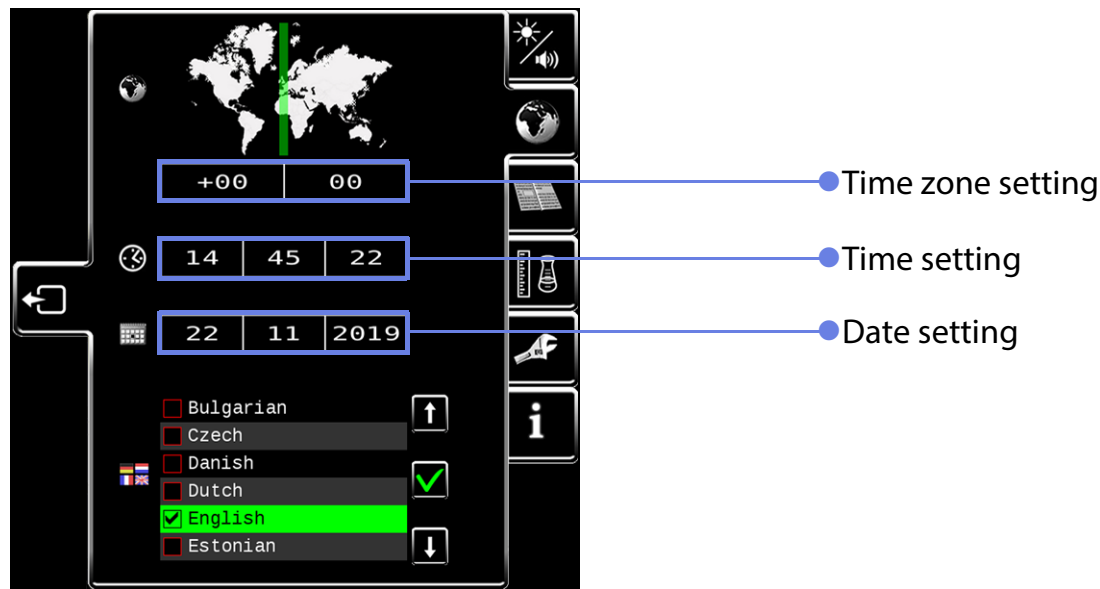 +00 00
Time zone setting
14 45 22
Time setting
22 11 2019
Date setting
Bulgarian
Czech
Danish
Dutch
English
Estonian
i